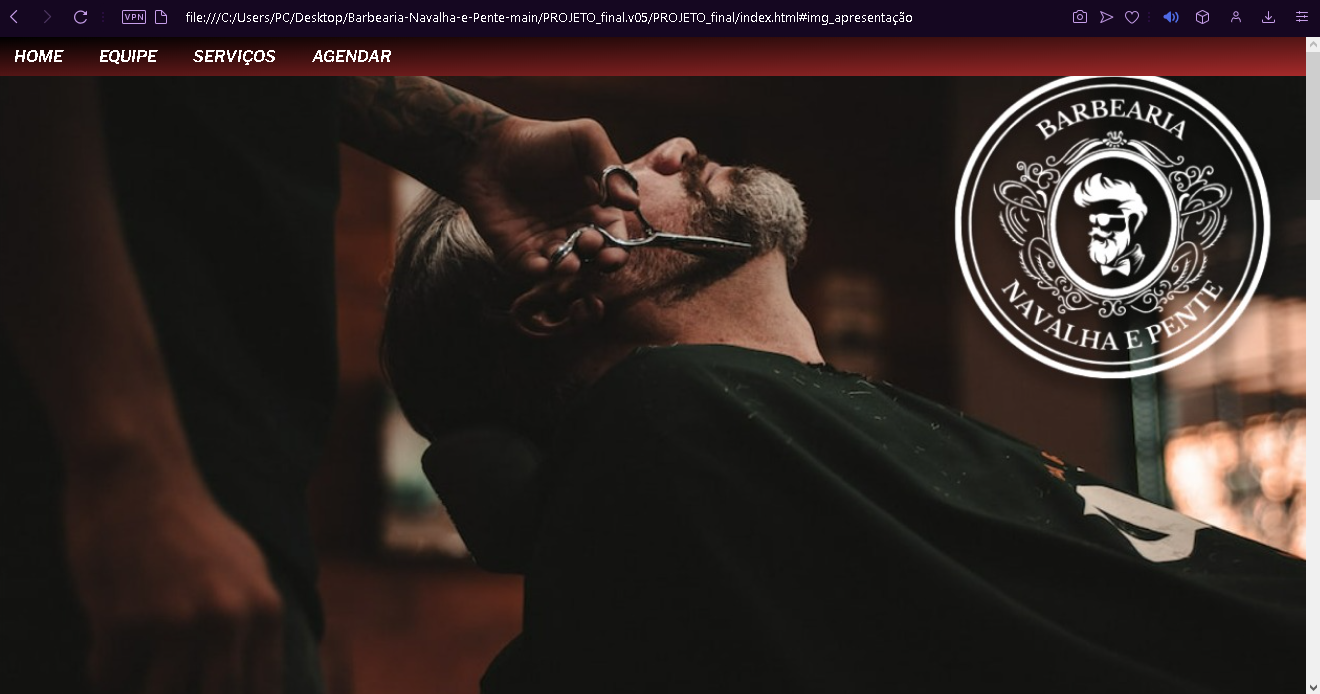 VPN
file:///C:/Users/PC/Desktop/Barbearia-Navalha-e-Pente-main/PROJETO_final.v05/PROJETO_final/index.html#img_apresentação
HOME EQUIPE SERVIÇOS AGENDAR
BARBEARIA
NAVALHA E PENTE